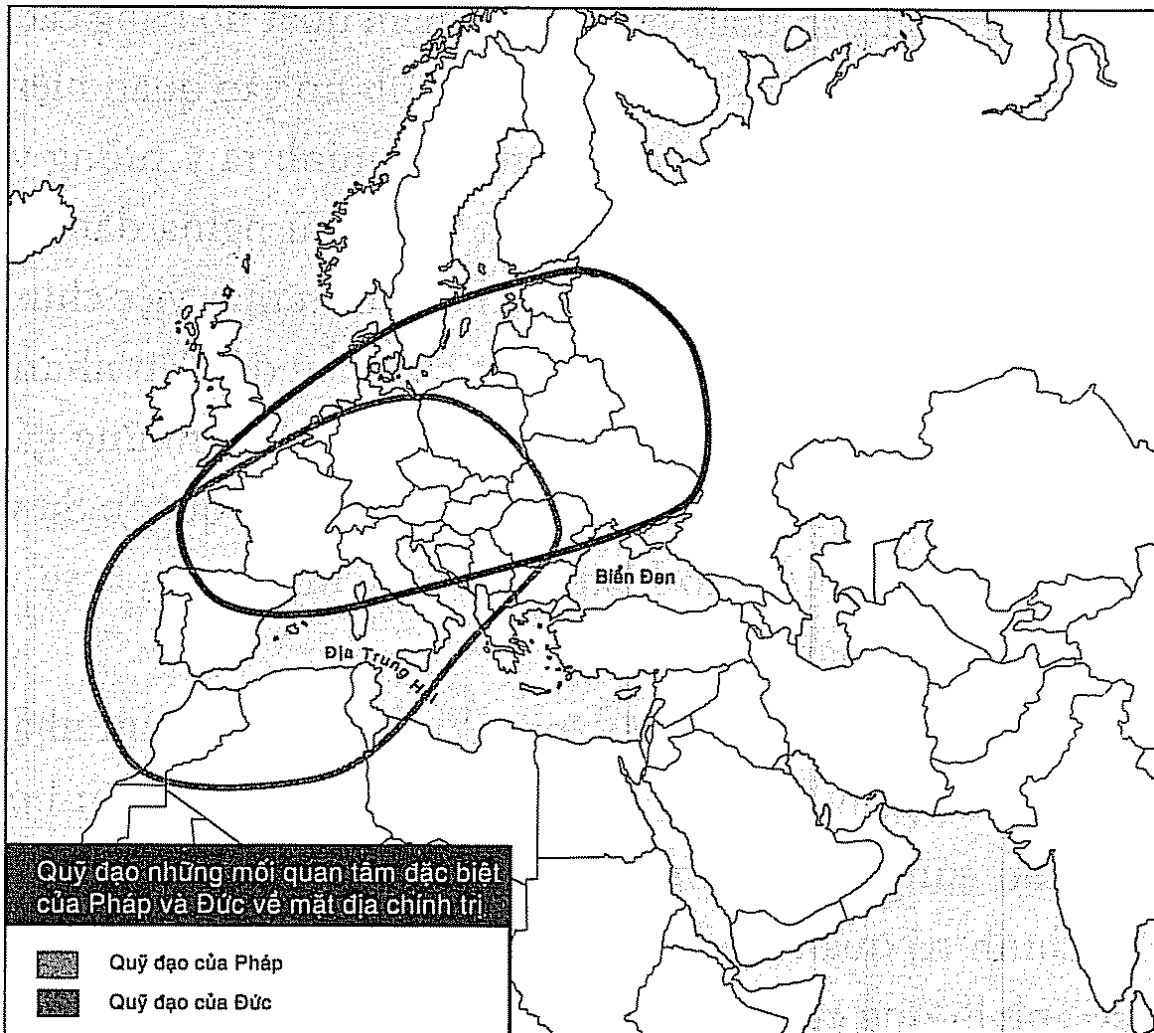 Biển Đen
Địa Trung Hải
Quỹ đạo những mối quan tâm đặc biệt
của Pháp và Đức về mặt địa chính trị
Quỹ đạo của Pháp
Quỹ đạo của Đức